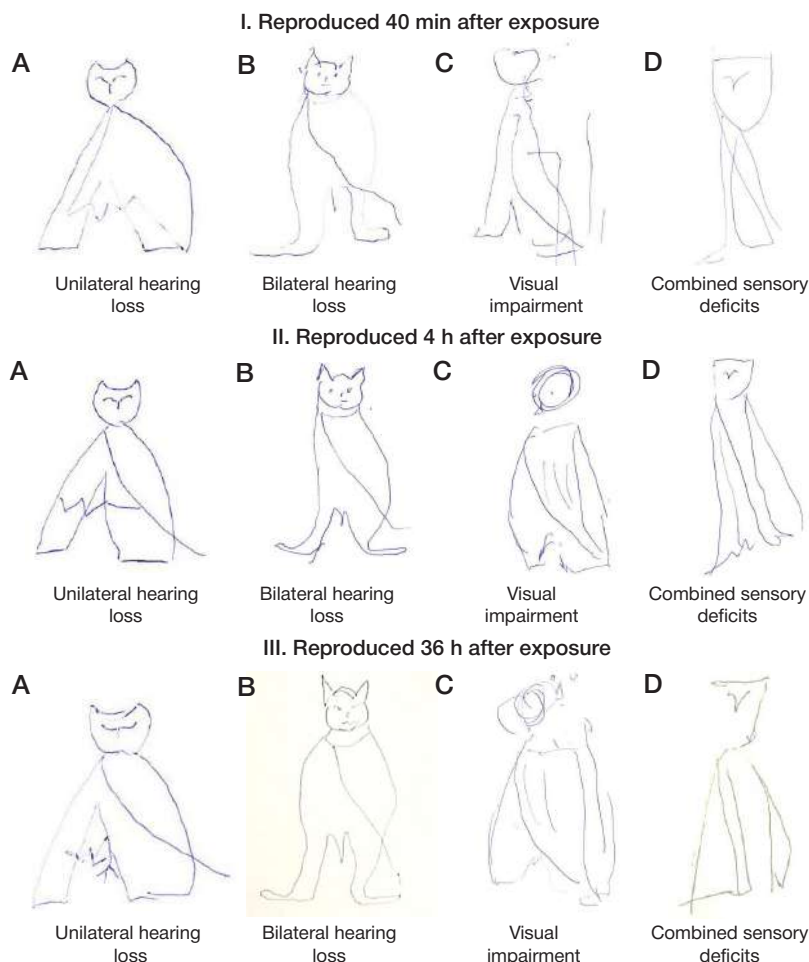 I. Reproduced 40 min after exposure
A B C D
Unilateral hearing loss
Bilateral hearing loss
Visual impairment
Combined sensory deficits
II. Reproduced 4 h after exposure
A B C D
Unilateral hearing loss
Bilateral hearing loss
Visual impairment
Combined sensory deficits
III. Reproduced 36 h after exposure
A B C D
Unilateral hearing loss
Bilateral hearing loss
Visual impairment
Combined sensory deficits